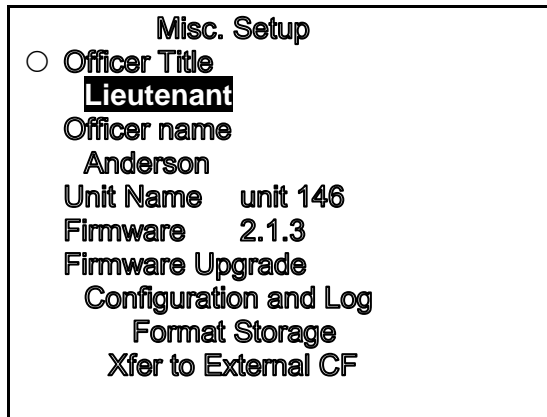 Misc. Setup
Officer Title
Lieutenant
Officer name
Anderson
Unit Name unit 146
Firmware 2.1.3
Firmware Upgrade
Configuration and Log
Format Storage
Xfer to External CF